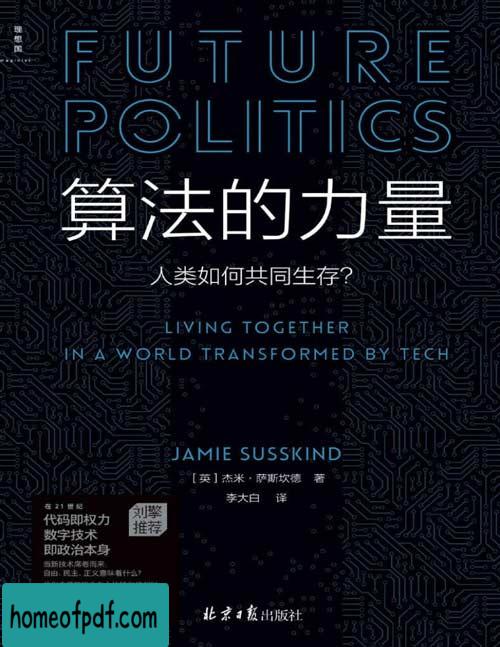 理想国
imaginist
FUTURE
POLITICS
算法的力量
人类如何共同生存？
LIVING TOGETHER
IN A WORLD TRANSFORMED BY TECH
JAMIE SUSSKIND
［英］杰米·萨斯坎德 著
李大白 译
在21世纪
代码即权力
数字技术
即政治本身
刘擎
推荐
当新技术席卷而来，
自由、民主、正义意味着什么？
homeofpdf.com
北京日报出版社